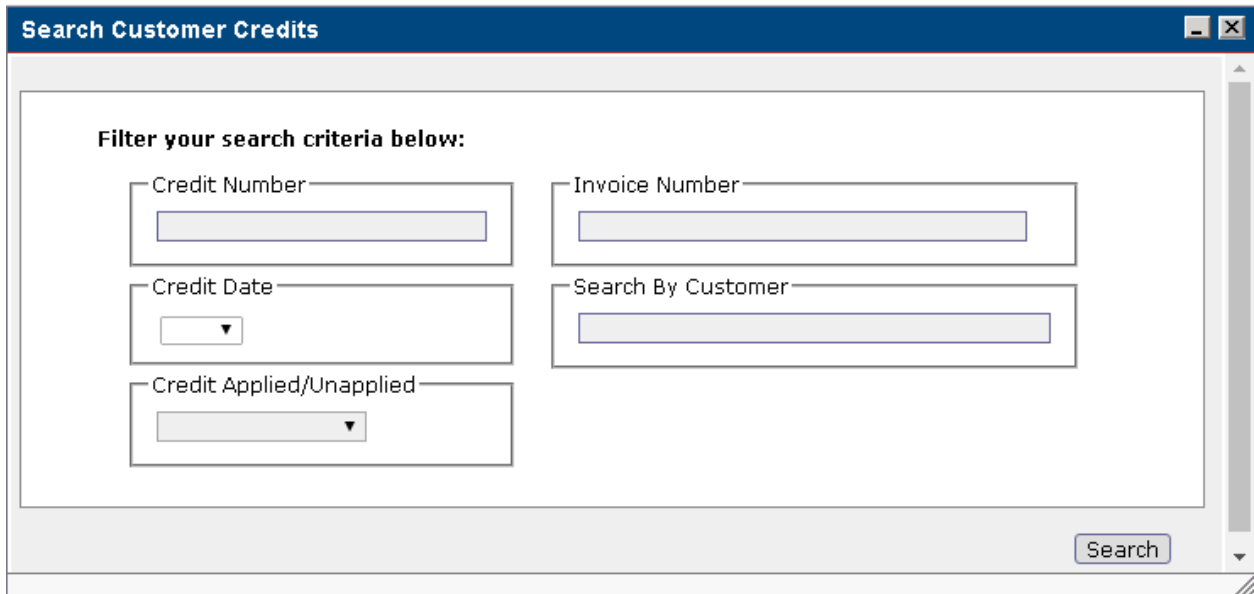 Search Customer Credits
Filter your search criteria below:
Credit Number
Invoice Number
Credit Date
Search By Customer
Credit Applied/Unapplied
Search